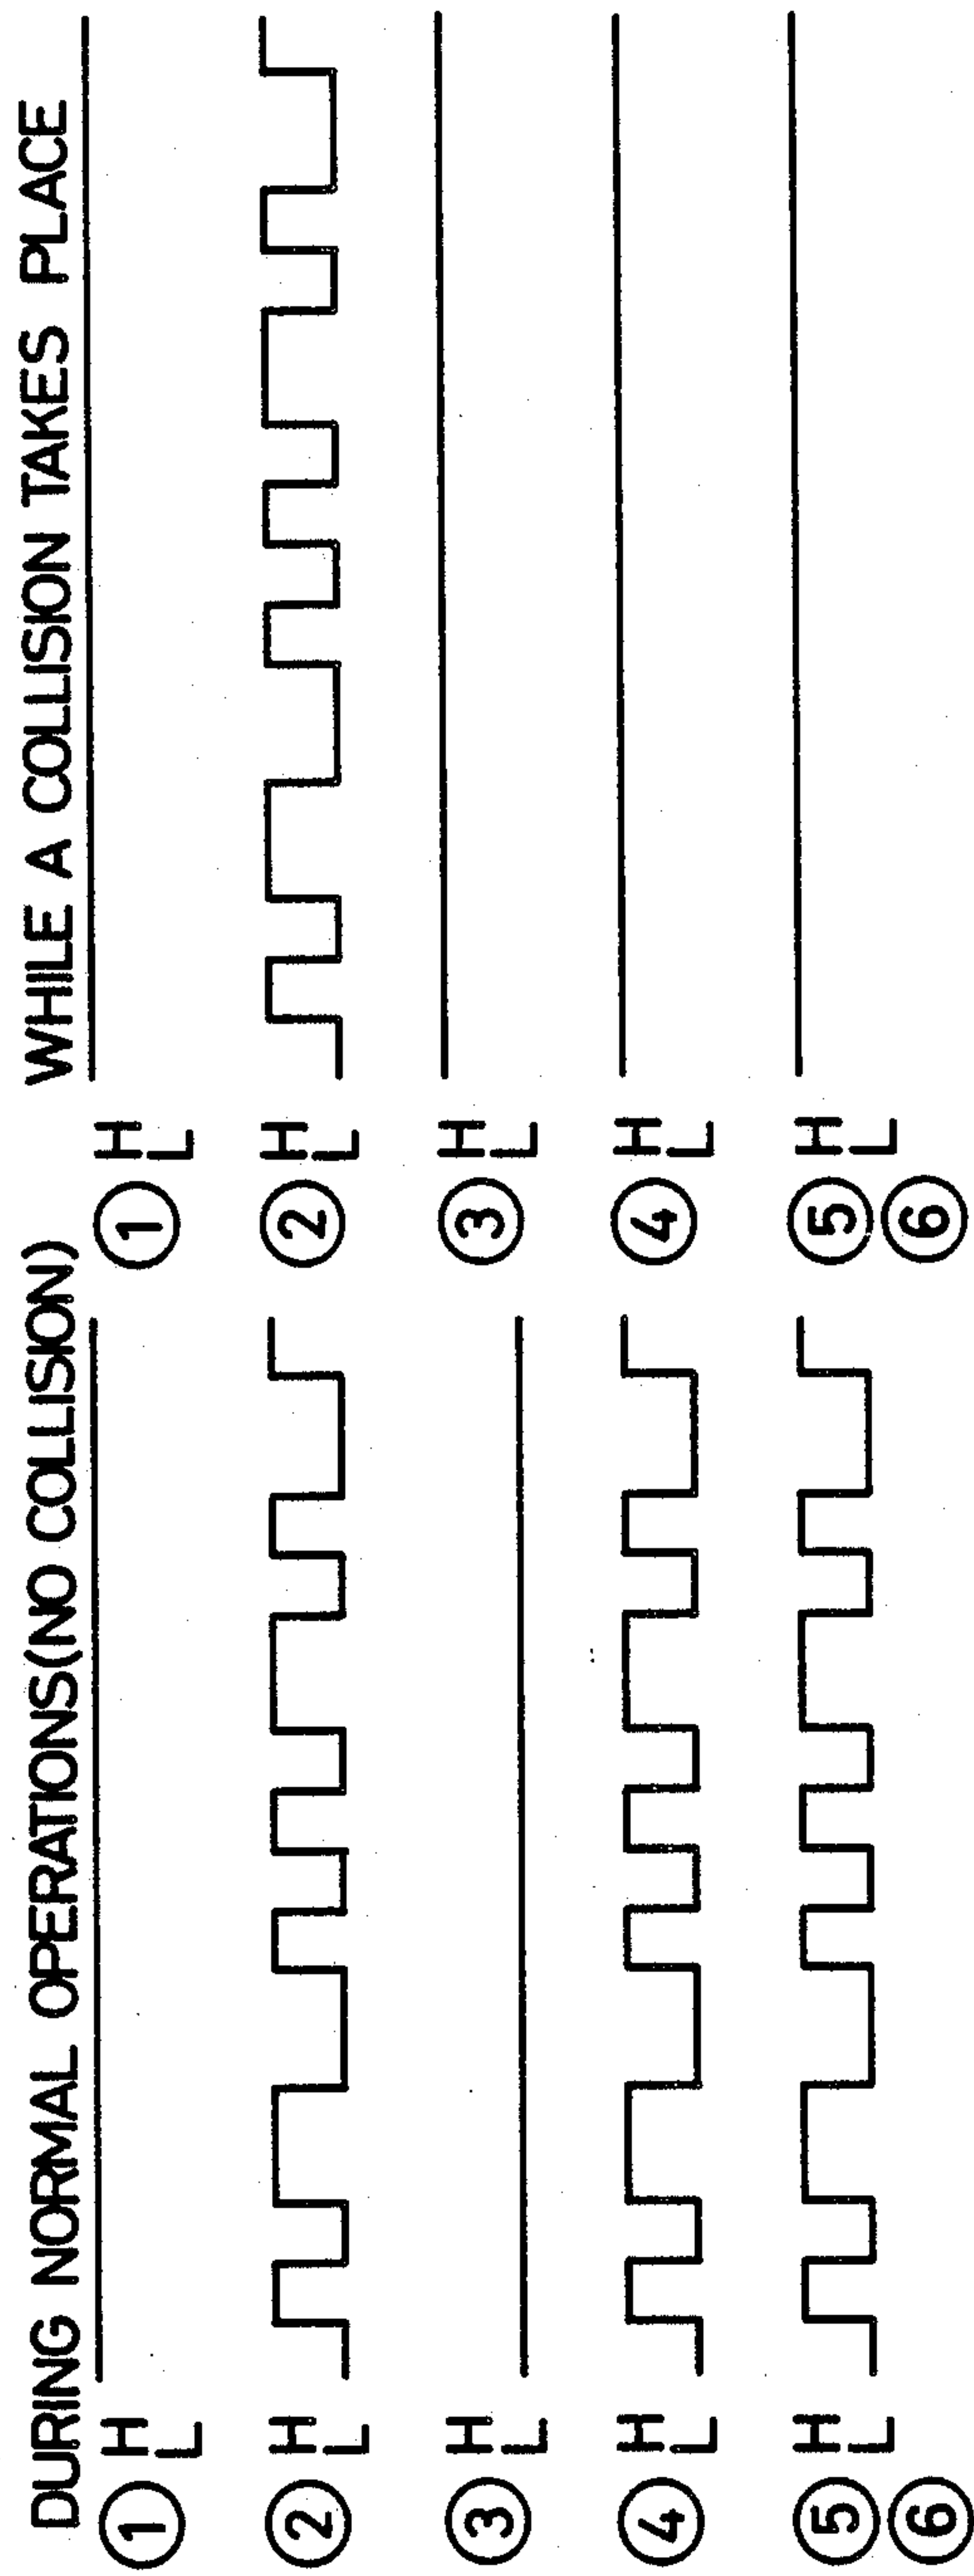 DURING NORMAL OPERATIONS(NO COLLISION)
① H L
② H L
③ H L
④ H L
⑤ H L
⑥
WHILE A COLLISION TAKES PLACE
① H L
② H L
③ H L
④ H L
⑤ H L
⑥